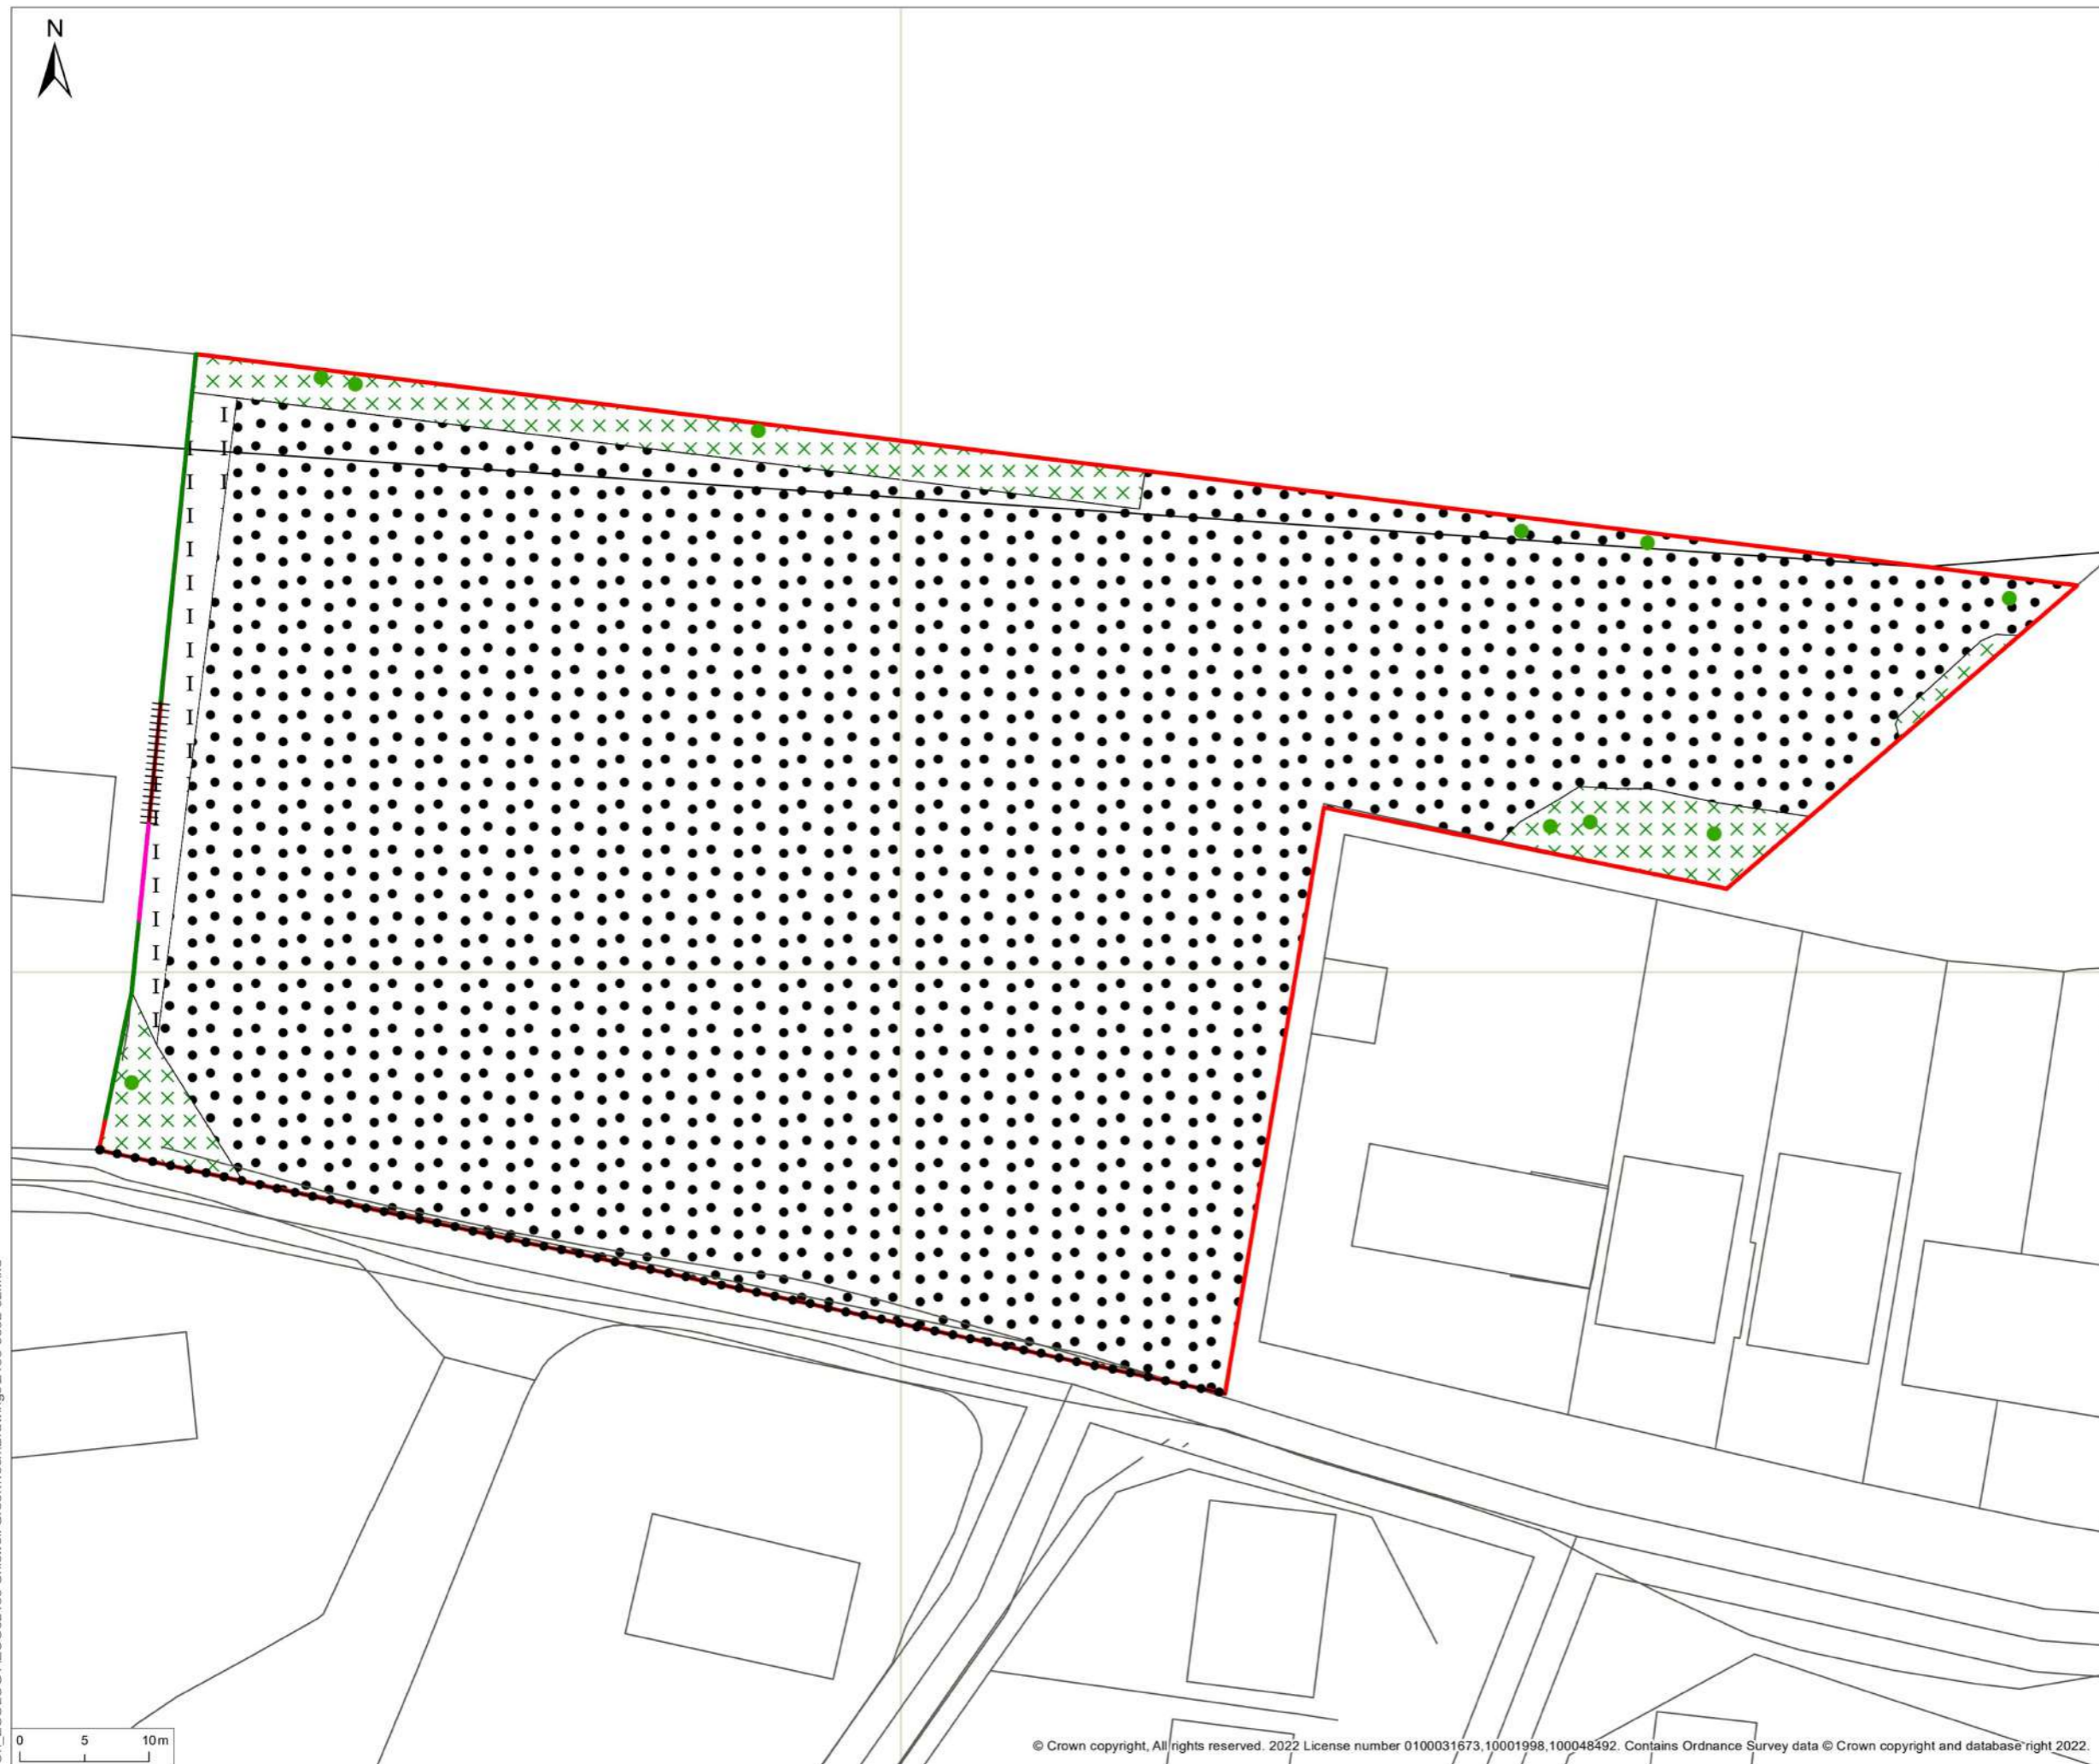 N
0 5 10m
© Crown copyright, All rights reserved. 2022 License number 0100031673,10001998,100048492. Contains Ordnance Survey data © Crown copyright and database right 2022